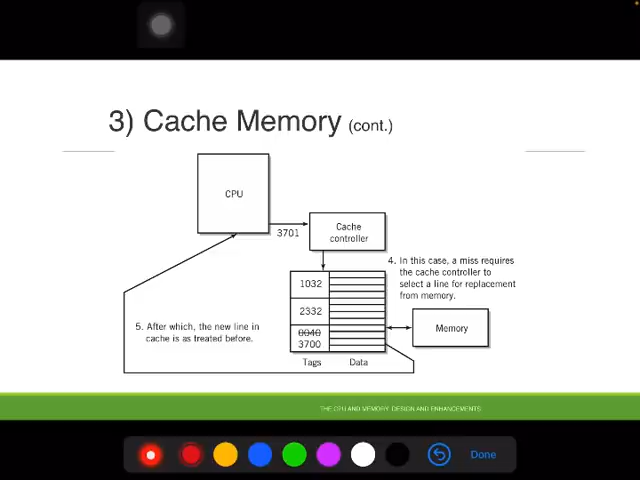 3) Cache Memory (cont.)
CPU
3701
Cache
controller
4. In this case, a miss requires
the cache controller to
select a line for replacement
from memory.
1032
2332
0040
3700
Memory
5. After which, the new line in
cache is as treated before.
Tags
Data
THE CPU AND MEMORY: DESIGN AND ENHANCEMENTS
Done